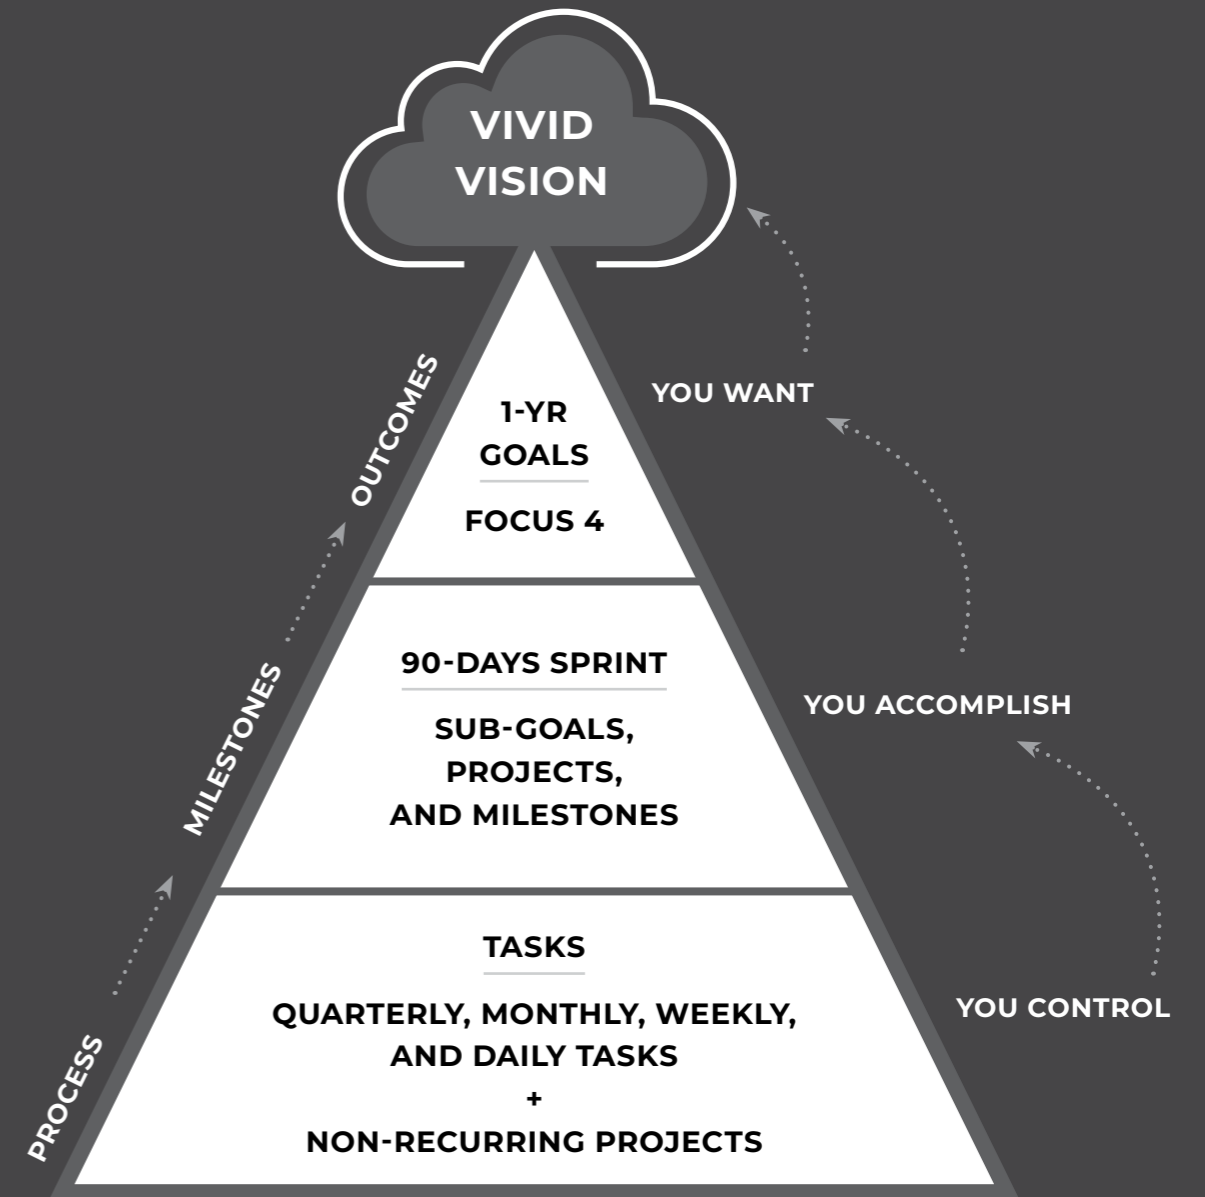 VIVID
VISION
OUTCOMES
1-YR
GOALS
FOCUS 4
YOU WANT
MILESTONES
90-DAYS SPRINT
SUB-GOALS,
PROJECTS,
AND MILESTONES
YOU ACCOMPLISH
PROCESS
TASKS
QUARTERLY, MONTHLY, WEEKLY,
AND DAILY TASKS
+
NON-RECURRING PROJECTS
YOU CONTROL